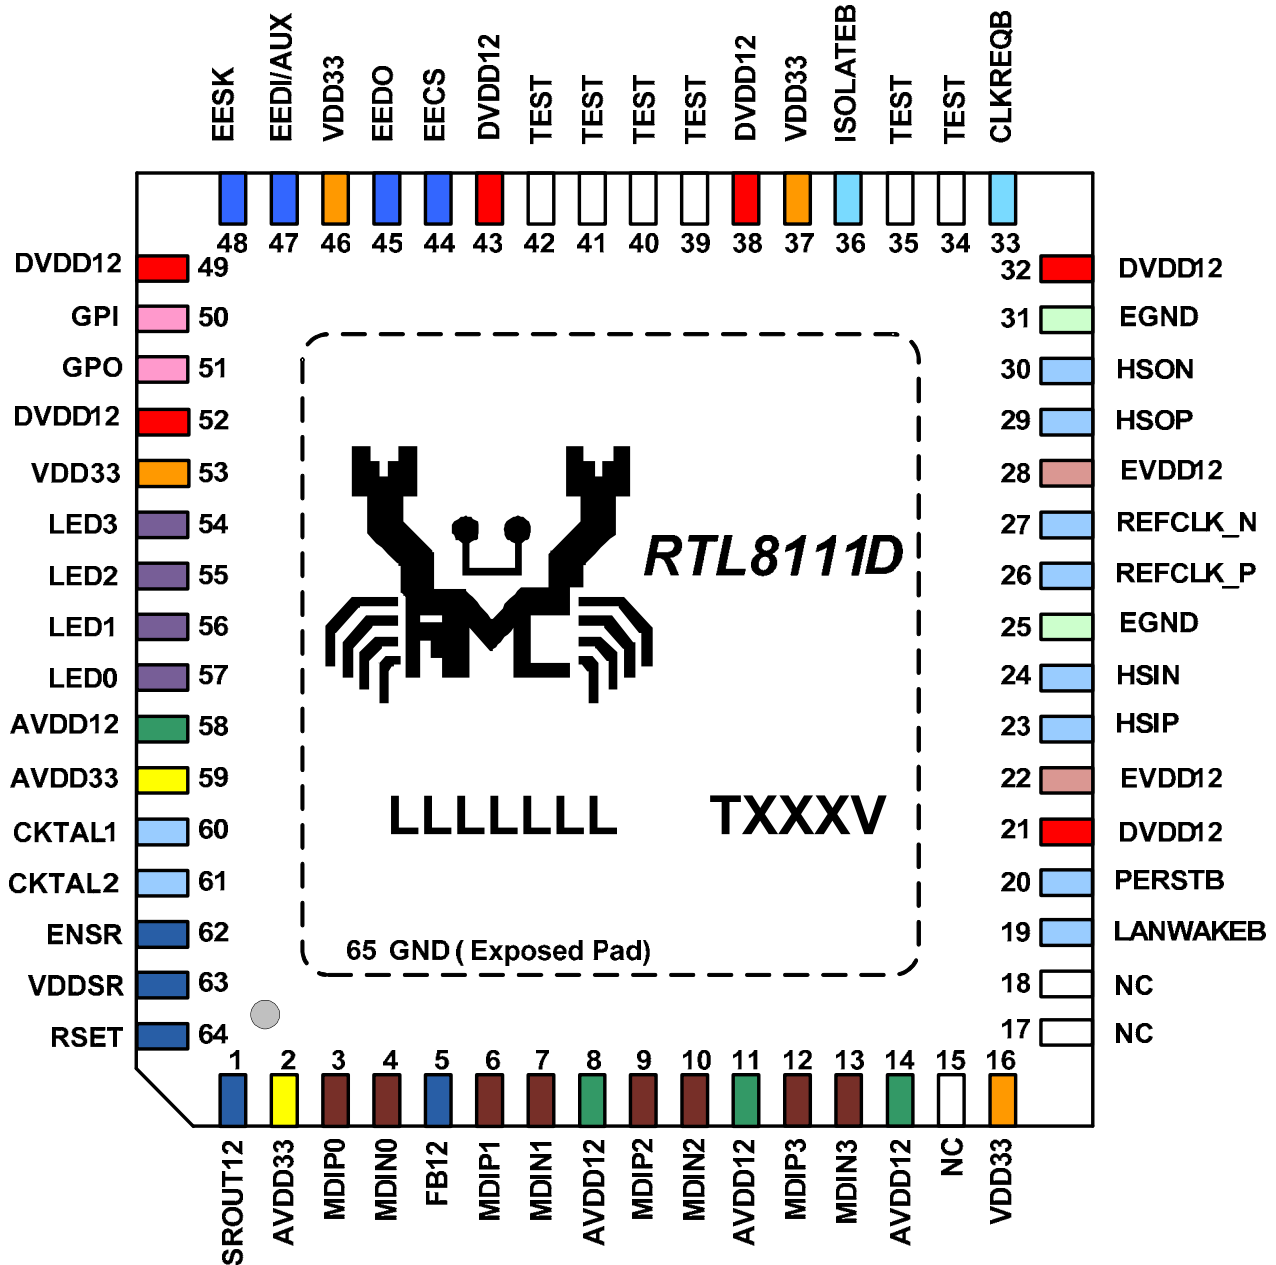 EESK
EEDI/AUX
VDD33
EEDO
EECS
DVDD12
TEST
TEST
TEST
TEST
DVDD12
VDD33
ISOLATEB
TEST
TEST
CLKREQB
48 47 46 45 44 43 42 41 40 39 38 37 36 35 34 33
DVDD12 49
GPI 50
GPO 51
DVDD12 52
VDD33 53
LED3 54
LED2 55
LED1 56
LED0 57
AVDD12 58
AVDD33 59
CKTAL1 60
CKTAL2 61
ENSR 62
VDDSR 63
RSET 64
RTL8111D
LLLLLLL TXXXV
65 GND ( Exposed Pad)
32 DVDD12
31 EGND
30 HSON
29 HSOP
28 EVDD12
27 REFCLK_N
26 REFCLK_P
25 EGND
24 HSIN
23 HSIP
22 EVDD12
21 DVDD12
20 PERSTB
19 LANWAKEB
18 NC
17 NC
1 2 3 4 5 6 7 8 9 10 11 12 13 14 15 16
SROUT12
AVDD33
MDIP0
MDIN0
FB12
MDIP1
MDIN1
AVDD12
MDIP2
MDIN2
AVDD12
MDIP3
MDIN3
AVDD12
NC
VDD33